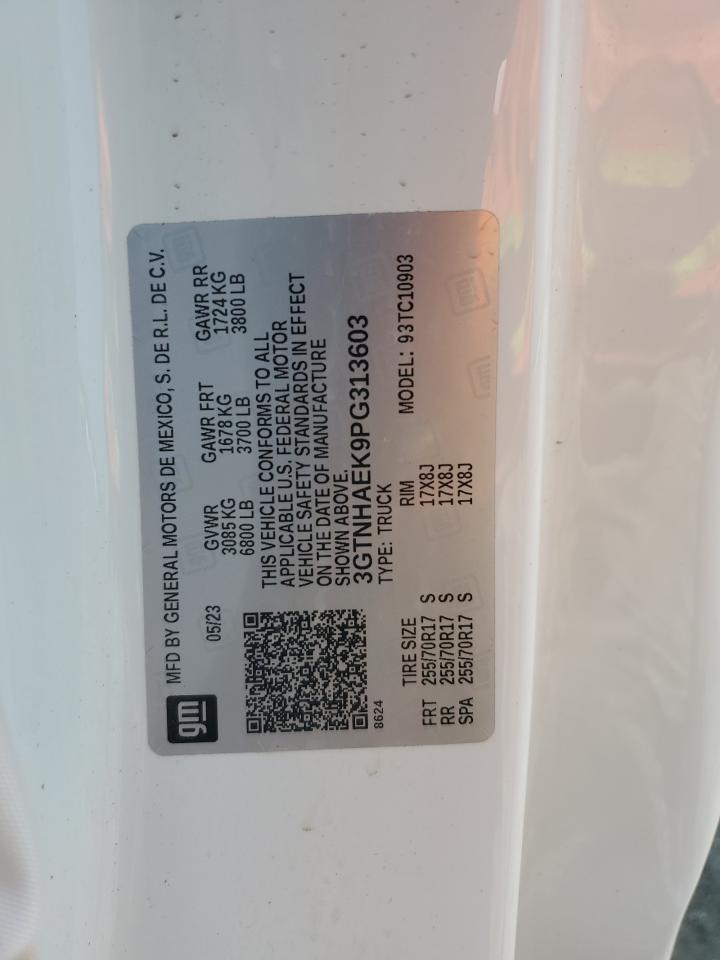 gm
MFD BY GENERAL MOTORS DE MEXICO, S. DE R.L. DE C.V.
05/23
GVWR GAWR FRT GAWR RR
3085 KG 1678 KG 1724 KG
6800 LB 3700 LB 3800 LB
THIS VEHICLE CONFORMS TO ALL
APPLICABLE U.S. FEDERAL MOTOR
VEHICLE SAFETY STANDARDS IN EFFECT
ON THE DATE OF MANUFACTURE
SHOWN ABOVE.
3GTNHAEK9PG313603
8624
TYPE: TRUCK MODEL: 93TC10903
TIRE SIZE RIM
FRT 255/70R17 S 17X8J
RR 255/70R17 S 17X8J
SPA 255/70R17 S 17X8J